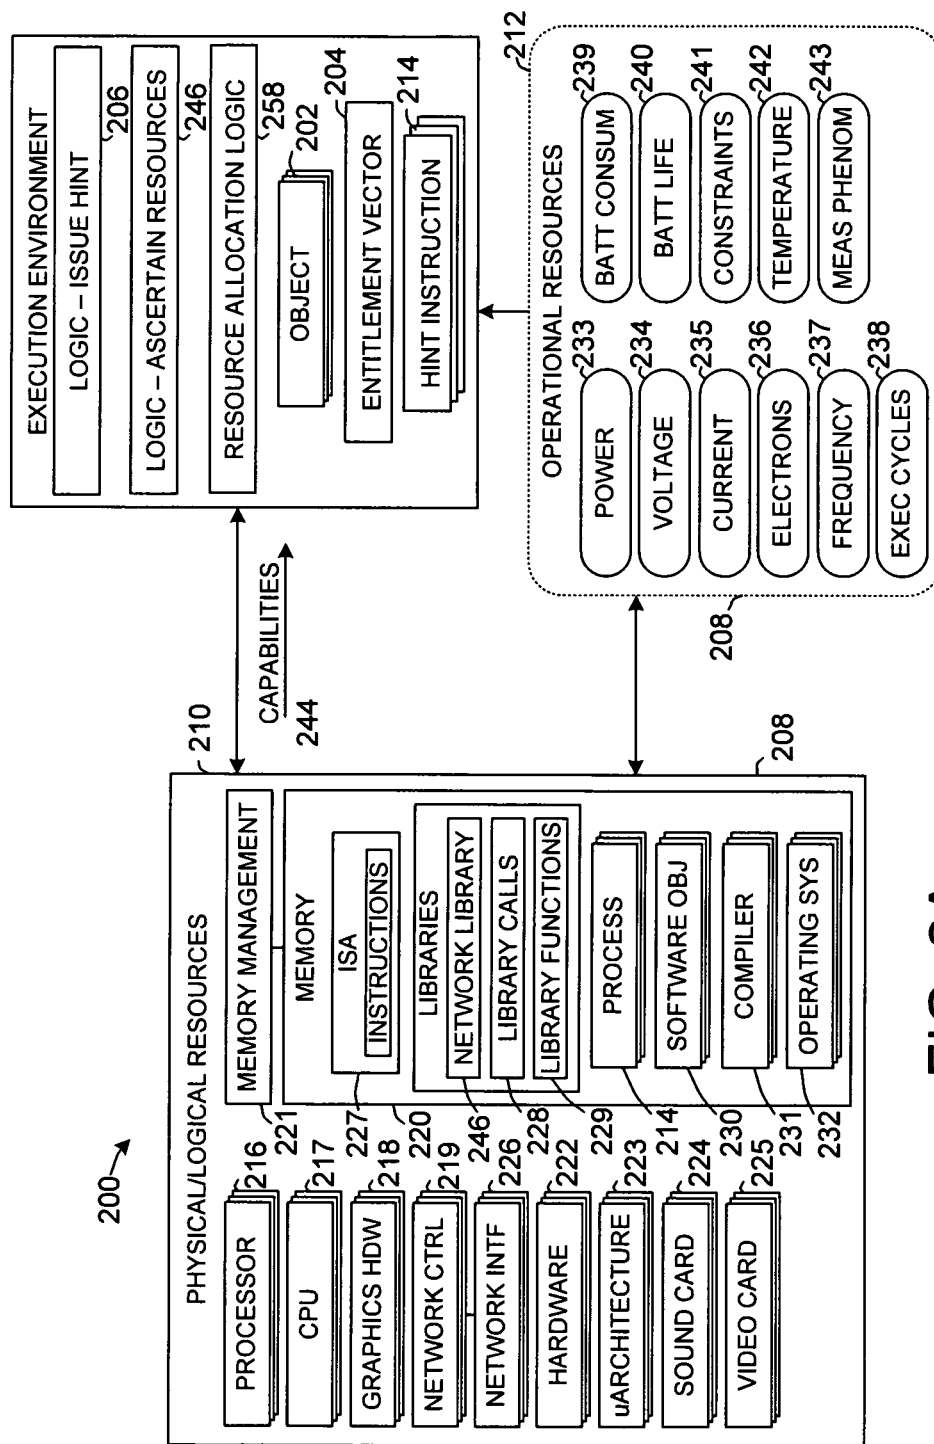 200
PHYSICAL/LOGICAL RESOURCES
210
PROCESSOR
216
CPU
217
GRAPHICS HDW
218
NETWORK CTRL
219
NETWORK INTF
226
HARDWARE
222
uARCHITECTURE
223
SOUND CARD
224
VIDEO CARD
225
MEMORY MANAGEMENT
221
MEMORY
220
ISA
INSTRUCTIONS
227
LIBRARIES
NETWORK LIBRARY
246
LIBRARY CALLS
228
LIBRARY FUNCTIONS
229
PROCESS
214
SOFTWARE OBJ
230
COMPILER
231
OPERATING SYS
232
208
CAPABILITIES
244
EXECUTION ENVIRONMENT
LOGIC – ISSUE HINT
206
LOGIC – ASCERTAIN RESOURCES
246
RESOURCE ALLOCATION LOGIC
258
OBJECT
202
ENTITLEMENT VECTOR
204
HINT INSTRUCTION
214
212
OPERATIONAL RESOURCES
POWER
233
VOLTAGE
234
CURRENT
235
ELECTRONS
236
FREQUENCY
237
EXEC CYCLES
238
BATT CONSUM
239
BATT LIFE
240
CONSTRAINTS
241
TEMPERATURE
242
MEAS PHENOM
243
208